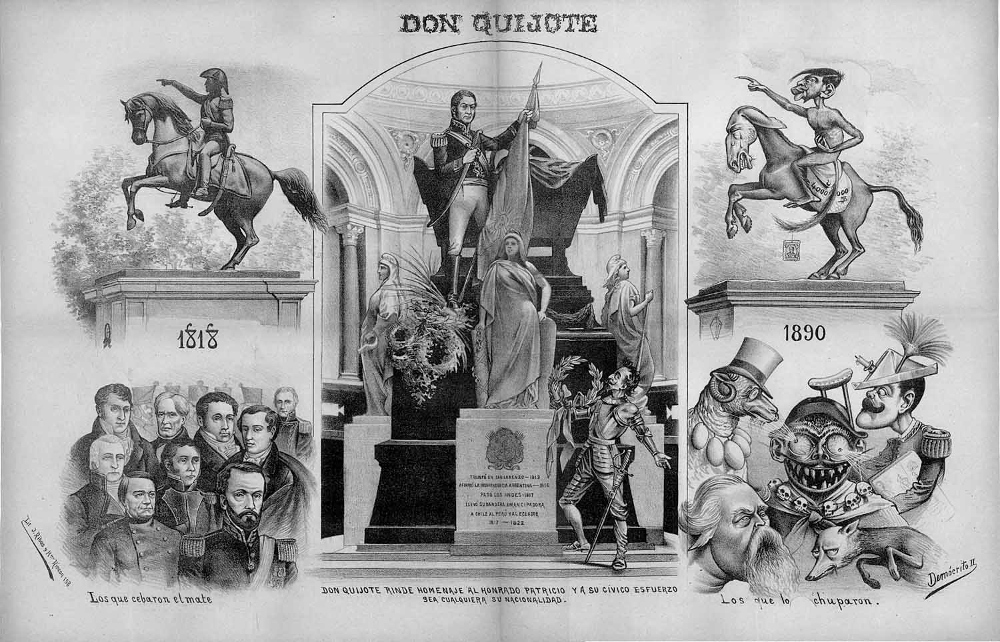 DON QUIJOTE
1818
1890
4000 000
TRIUNFÓ EN SAN LORENZO — 1813
AFIRMÓ LA INDEPENDENCIA ARGENTINA — 1816
PASÓ LOS ANDES - 1817
LLEVÓ SU BANDERA EMANCIPADORA
A CHILE AL PERÚ Y AL ECUADOR
1817 — 1822
Lit J. Ribas y Hno Rincon 158
Demócrito II
Los que cebaron el mate
DON QUIJOTE RINDE HOMENAJE AL HONRADO PATRICIO Y A SU CÍVICO ESFUERZO
SEA CUALQUIERA SU NACIONALIDAD.
Los que lo chuparon.